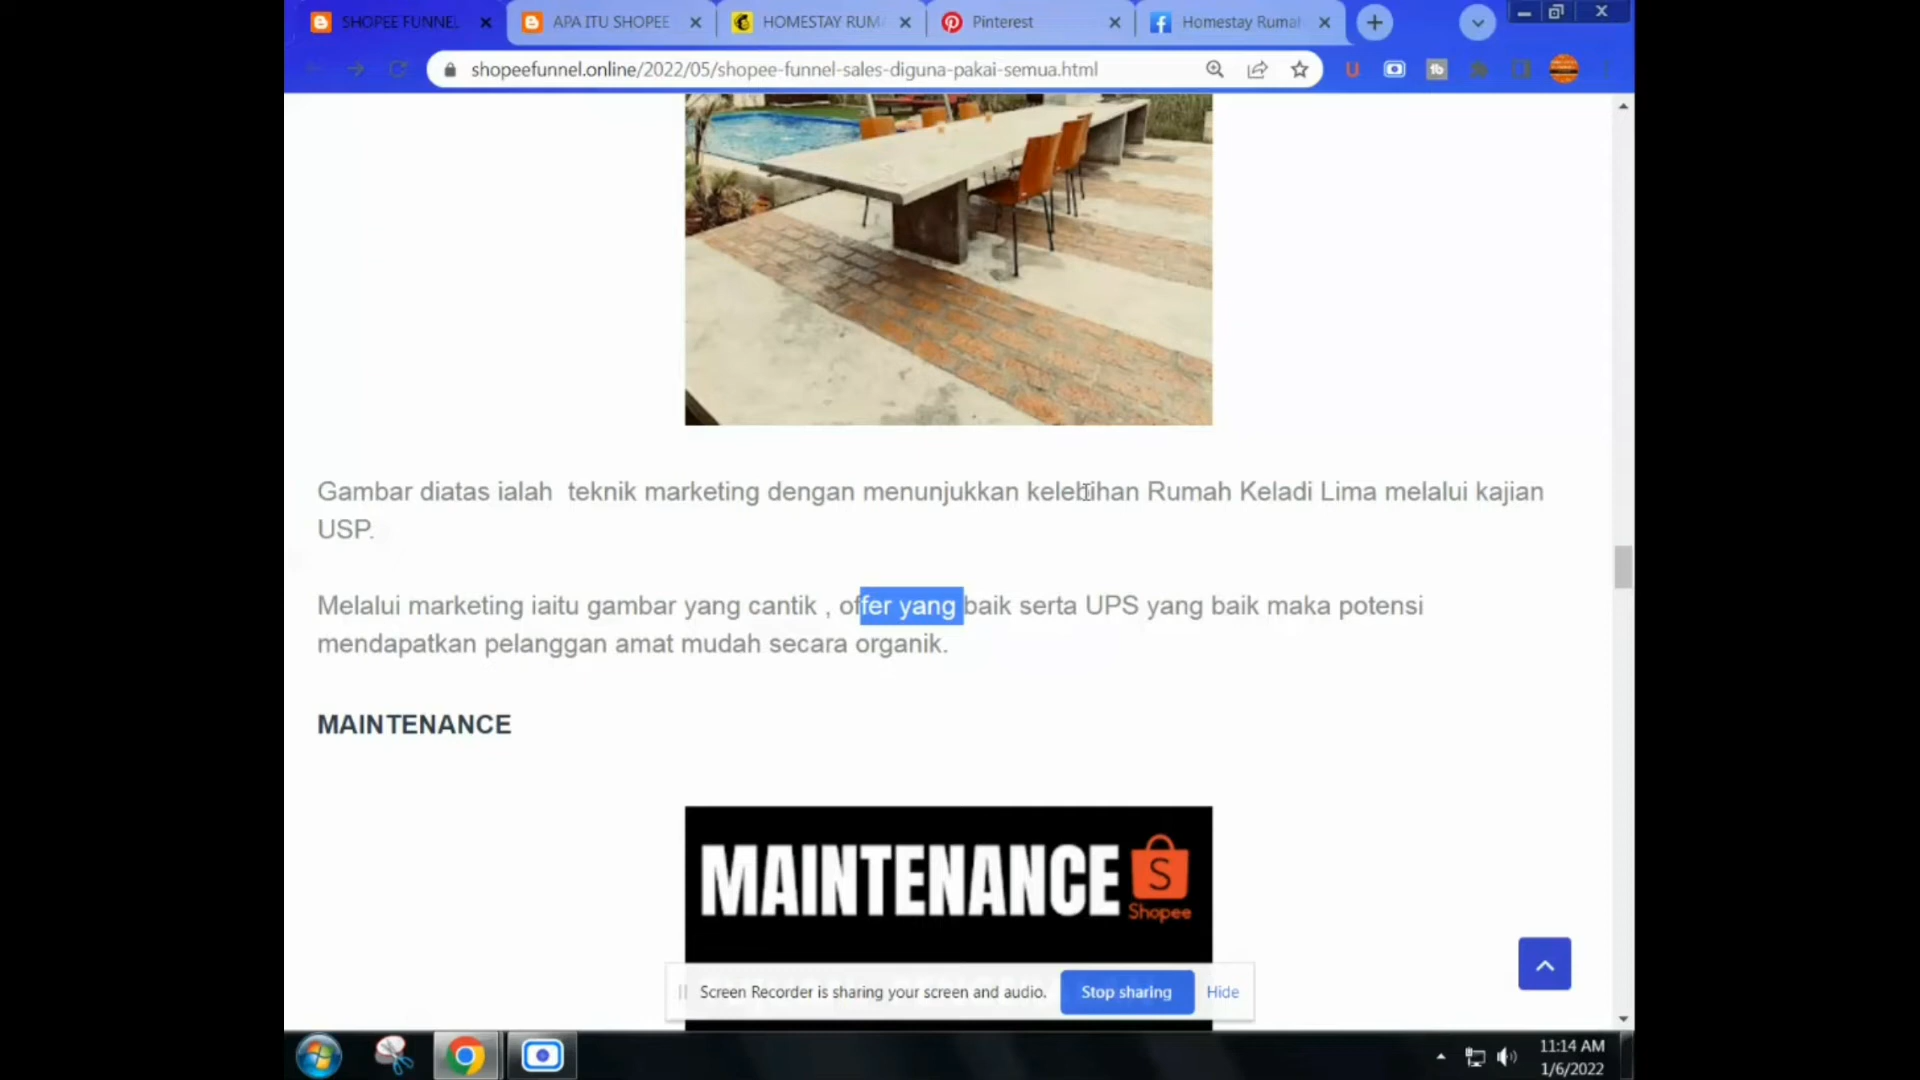 SHOPEE FUNNEL
APA ITU SHOPEE
HOMESTAY RUMA
Pinterest
Homestay Rumah
shopeefunnel.online/2022/05/shopee-funnel-sales-diguna-pakai-semua.html
Gambar diatas ialah teknik marketing dengan menunjukkan kelebihan Rumah Keladi Lima melalui kajian
USP.
Melalui marketing iaitu gambar yang cantik , offer yang baik serta UPS yang baik maka potensi
mendapatkan pelanggan amat mudah secara organik.
MAINTENANCE
MAINTENANCE
S
Shopee
Screen Recorder is sharing your screen and audio.
Stop sharing
Hide
11:14 AM
1/6/2022